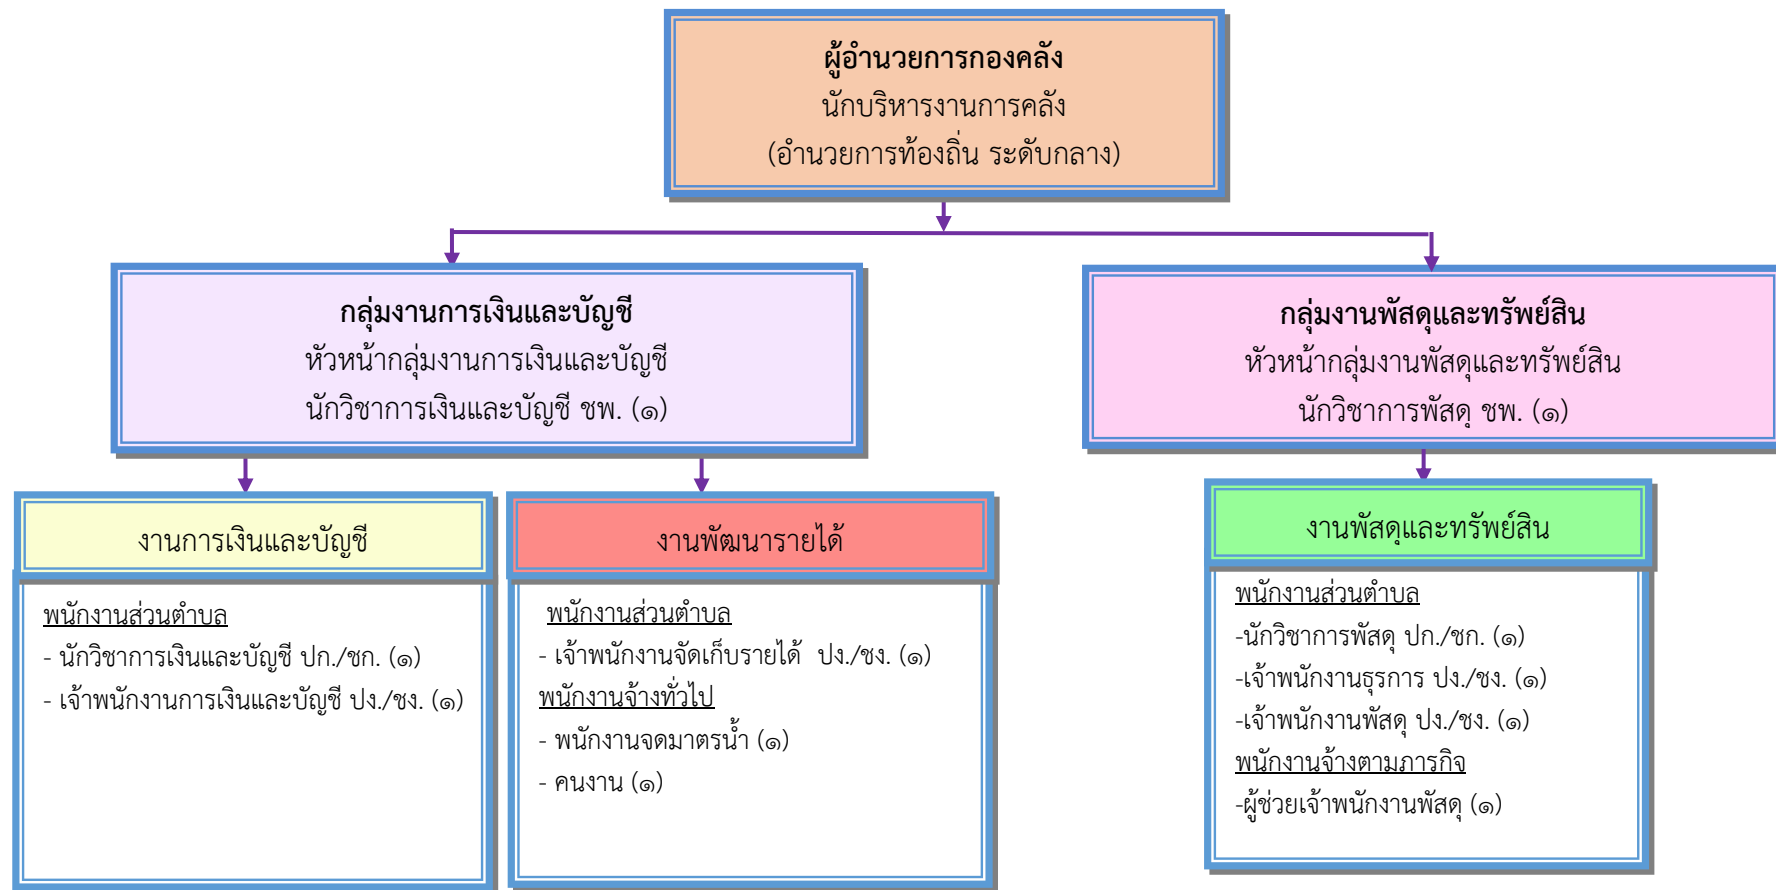 ผู้อำนวยการกองคลัง
นักบริหารงานการคลัง
(อำนวยการท้องถิ่น ระดับกลาง)
กลุ่มงานการเงินและบัญชี
หัวหน้ากลุ่มงานการเงินและบัญชี
นักวิชาการเงินและบัญชี ชพ. (๑)
กลุ่มงานพัสดุและทรัพย์สิน
หัวหน้ากลุ่มงานพัสดุและทรัพย์สิน
นักวิชาการพัสดุ ชพ. (๑)
งานการเงินและบัญชี
พนักงานส่วนตำบล
- นักวิชาการเงินและบัญชี ปก./ชก. (๑)
- เจ้าพนักงานการเงินและบัญชี ปง./ชง. (๑)
งานพัฒนารายได้
พนักงานส่วนตำบล
- เจ้าพนักงานจัดเก็บรายได้ ปง./ชง. (๑)
พนักงานจ้างทั่วไป
- พนักงานจดมาตรน้ำ (๑)
- คนงาน (๑)
งานพัสดุและทรัพย์สิน
พนักงานส่วนตำบล
-นักวิชาการพัสดุ ปก./ชก. (๑)
-เจ้าพนักงานธุรการ ปง./ชง. (๑)
-เจ้าพนักงานพัสดุ ปง./ชง. (๑)
พนักงานจ้างตามภารกิจ
-ผู้ช่วยเจ้าพนักงานพัสดุ (๑)